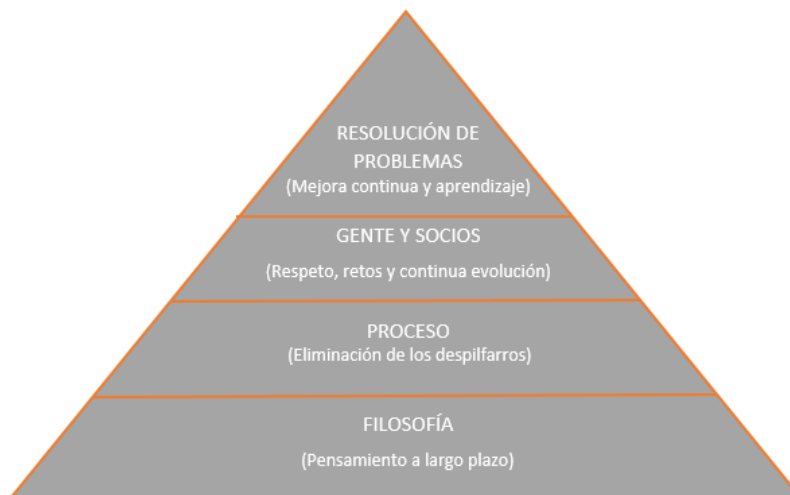 RESOLUCIÓN DE
PROBLEMAS
(Mejora continua y aprendizaje)
GENTE Y SOCIOS
(Respeto, retos y continua evolución)
PROCESO
(Eliminación de los despilfarros)
FILOSOFÍA
(Pensamiento a largo plazo)